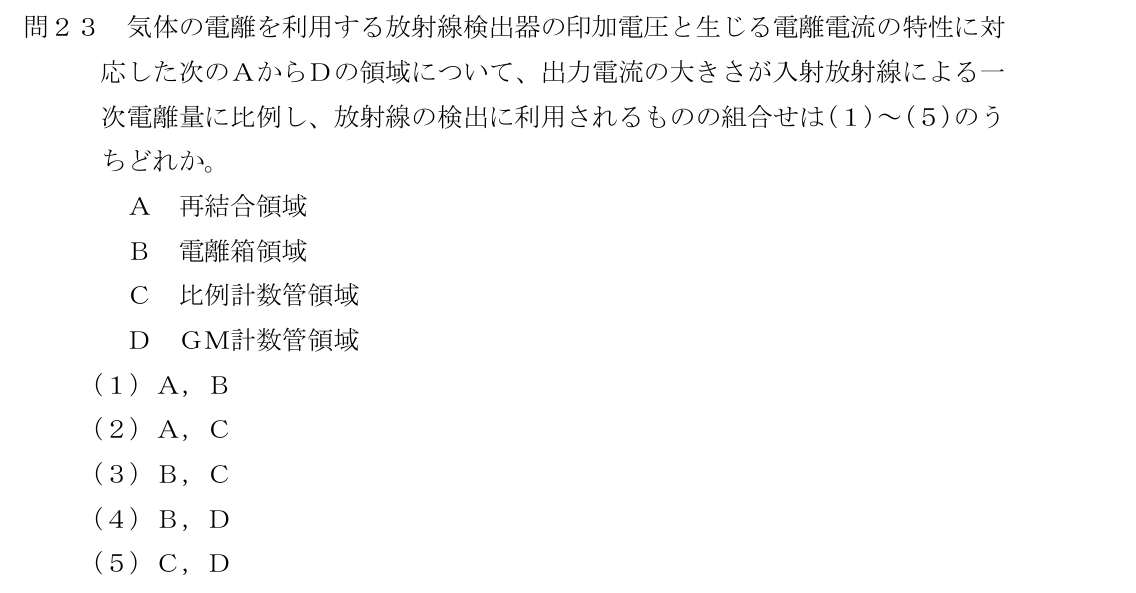 問２３　気体の電離を利用する放射線検出器の印加電圧と生じる電離電流の特性に対
応した次のＡからＤの領域について、出力電流の大きさが入射放射線による一
次電離量に比例し、放射線の検出に利用されるものの組合せは(１)～(５)のう
ちどれか。
Ａ　再結合領域
Ｂ　電離箱領域
Ｃ　比例計数管領域
Ｄ　ＧＭ計数管領域
（１）Ａ，Ｂ
（２）Ａ，Ｃ
（３）Ｂ，Ｃ
（４）Ｂ，Ｄ
（５）Ｃ，Ｄ